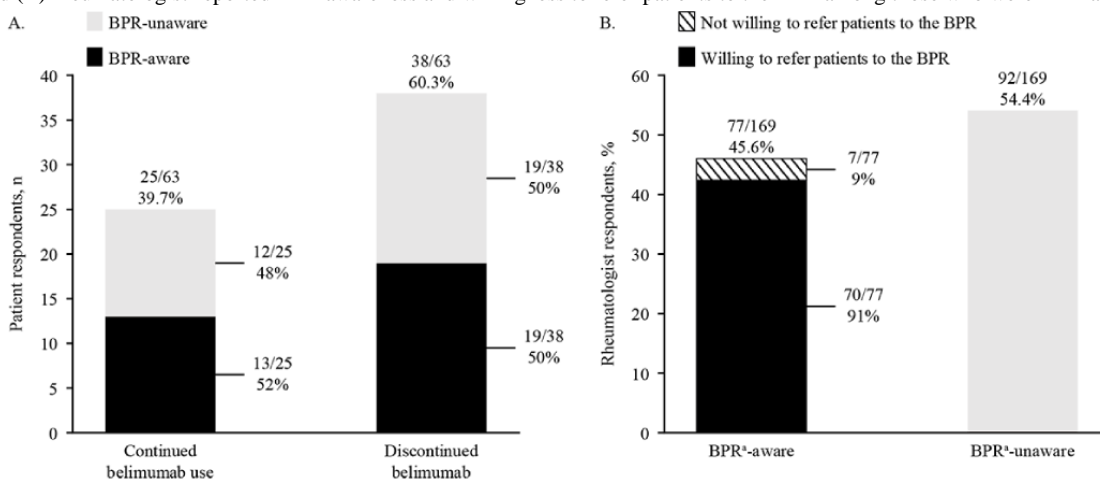 A.
BPR-unaware
BPR-aware
Patient respondents, n
40
35
30
25
20
15
10
5
0
25/63
39.7%
12/25
48%
13/25
52%
38/63
60.3%
19/38
50%
19/38
50%
Continued
belimumab use
Discontinued
belimumab
B.
Not willing to refer patients to the BPR
Willing to refer patients to the BPR
Rheumatologist respondents, %
60
50
40
30
20
10
0
77/169
45.6%
7/77
9%
70/77
91%
92/169
54.4%
BPRª-aware
BPRª-unaware